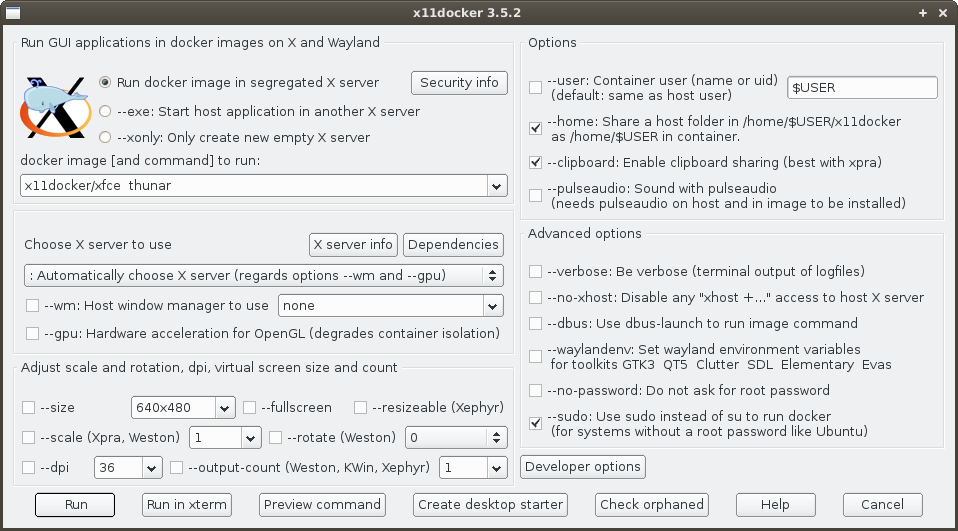 x11docker 3.5.2
Run GUI applications in docker images on X and Wayland
Run docker image in segregated X server
Security info
--exe: Start host application in another X server
--xonly: Only create new empty X server
docker image [and command] to run:
x11docker/xfce  thunar
Choose X server to use
X server info
Dependencies
: Automatically choose X server (regards options --wm and --gpu)
--wm: Host window manager to use
none
--gpu: Hardware acceleration for OpenGL (degrades container isolation)
Adjust scale and rotation, dpi, virtual screen size and count
--size
640x480
--fullscreen
--resizeable (Xephyr)
--scale (Xpra, Weston)
1
--rotate (Weston)
0
--dpi
36
--output-count (Weston, KWin, Xephyr)
1
Options
--user: Container user (name or uid)
(default: same as host user)
$USER
--home: Share a host folder in /home/$USER/x11docker
as /home/$USER in container.
--clipboard: Enable clipboard sharing (best with xpra)
--pulseaudio: Sound with pulseaudio
(needs pulseaudio on host and in image to be installed)
Advanced options
--verbose: Be verbose (terminal output of logfiles)
--no-xhost: Disable any "xhost +..." access to host X server
--dbus: Use dbus-launch to run image command
--waylandenv: Set wayland environment variables
for toolkits GTK3  QT5  Clutter  SDL  Elementary  Evas
--no-password: Do not ask for root password
--sudo: Use sudo instead of su to run docker
(for systems without a root password like Ubuntu)
Developer options
Run
Run in xterm
Preview command
Create desktop starter
Check orphaned
Help
Cancel